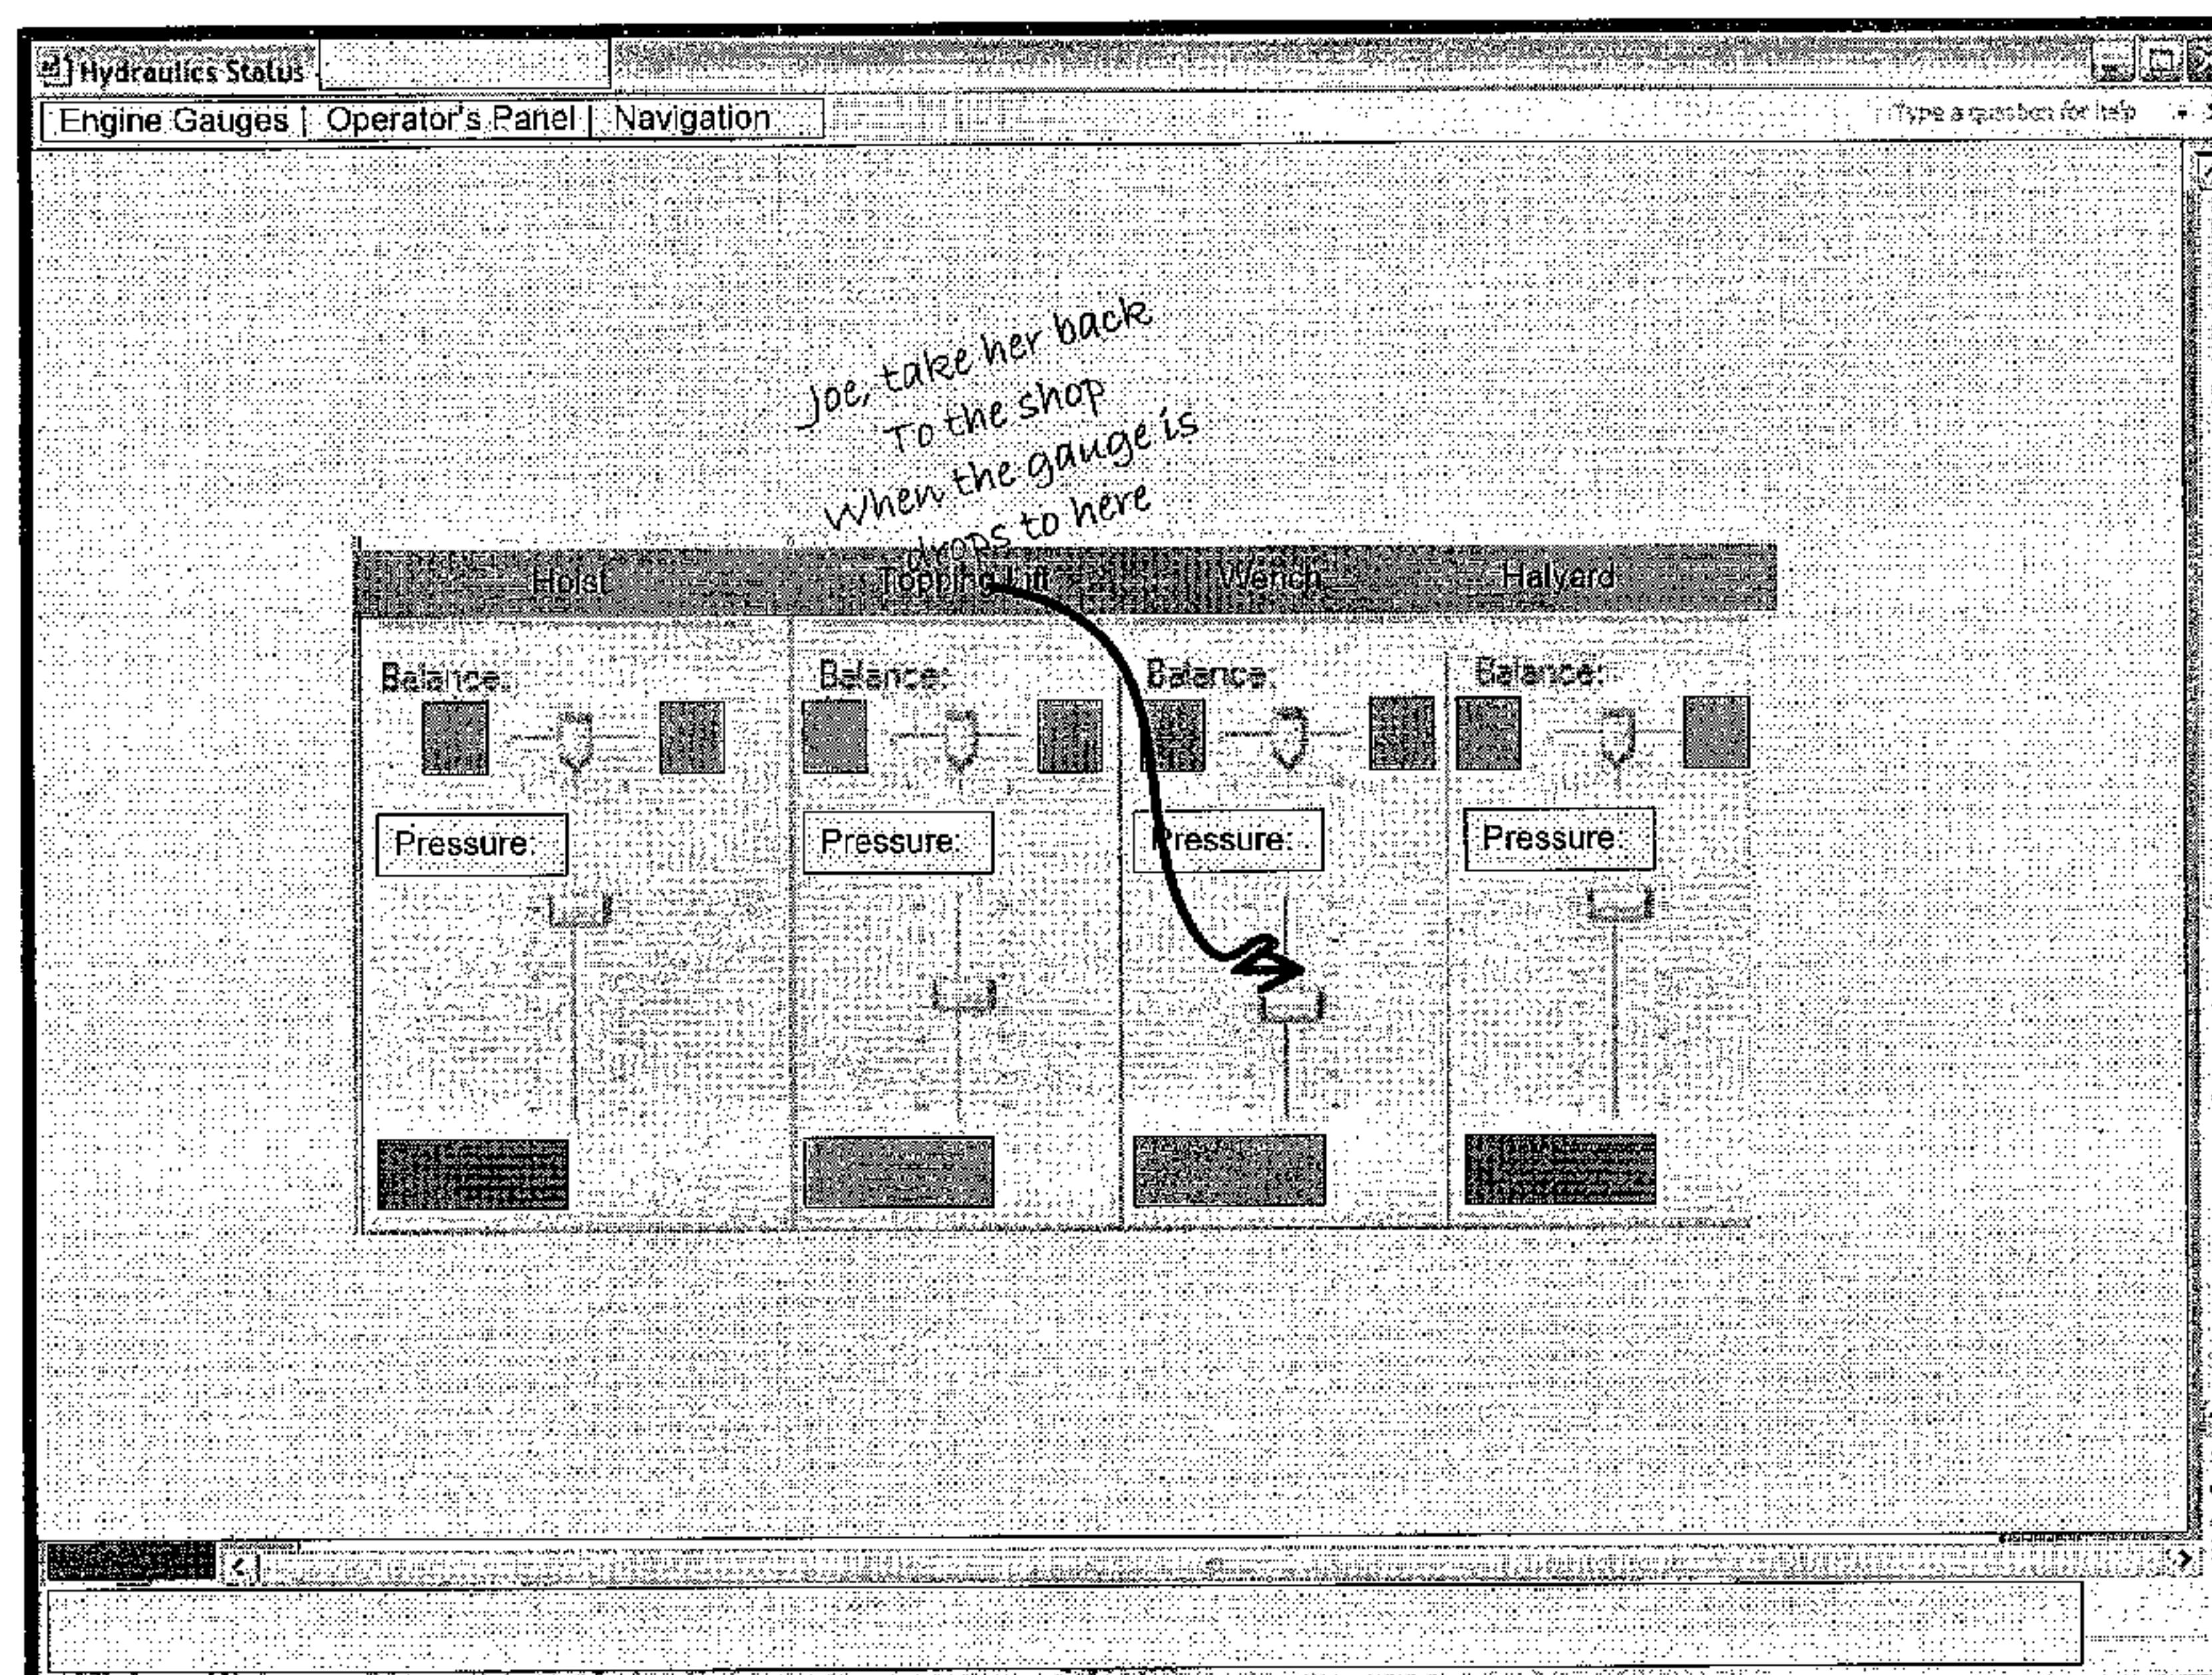 Hydraulics Status
Engine Gauges | Operator's Panel | Navigation
Type a question for help
Joe, take her back
To the shop
When the gauge is
drops to here
Hoist Topping Lift Wench Halyard
Balance: Balance: Balance: Balance:
Pressure: Pressure: Pressure: Pressure: